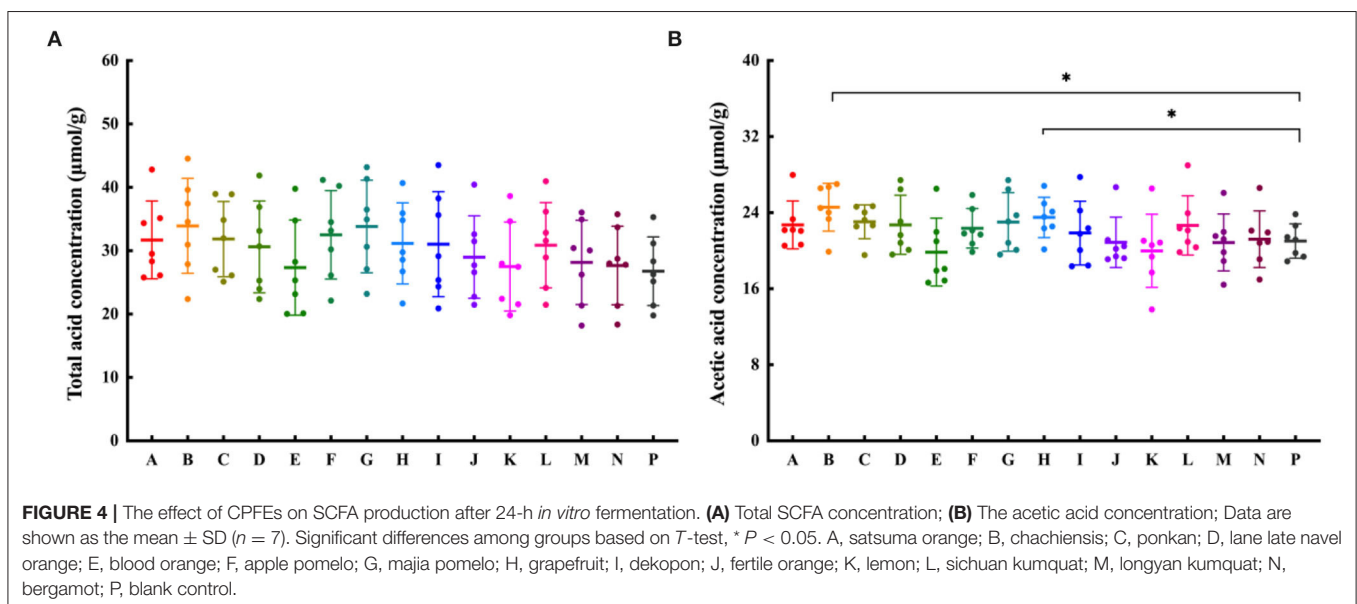 A
60
50
40
30
20
10
0
Total acid concentration (μmol/g)
A B C D E F G H I J K L M N P
B
40
32
24
16
8
0
Acetic acid concentration (μmol/g)
*
*
A B C D E F G H I J K L M N P
FIGURE 4 | The effect of CPFEs on SCFA production after 24-h in vitro fermentation. (A) Total SCFA concentration; (B) The acetic acid concentration; Data are
shown as the mean ± SD (n = 7). Significant differences among groups based on T-test, * P < 0.05. A, satsuma orange; B, chachiensis; C, ponkan; D, lane late navel
orange; E, blood orange; F, apple pomelo; G, majia pomelo; H, grapefruit; I, dekopon; J, fertile orange; K, lemon; L, sichuan kumquat; M, longyan kumquat; N,
bergamot; P, blank control.